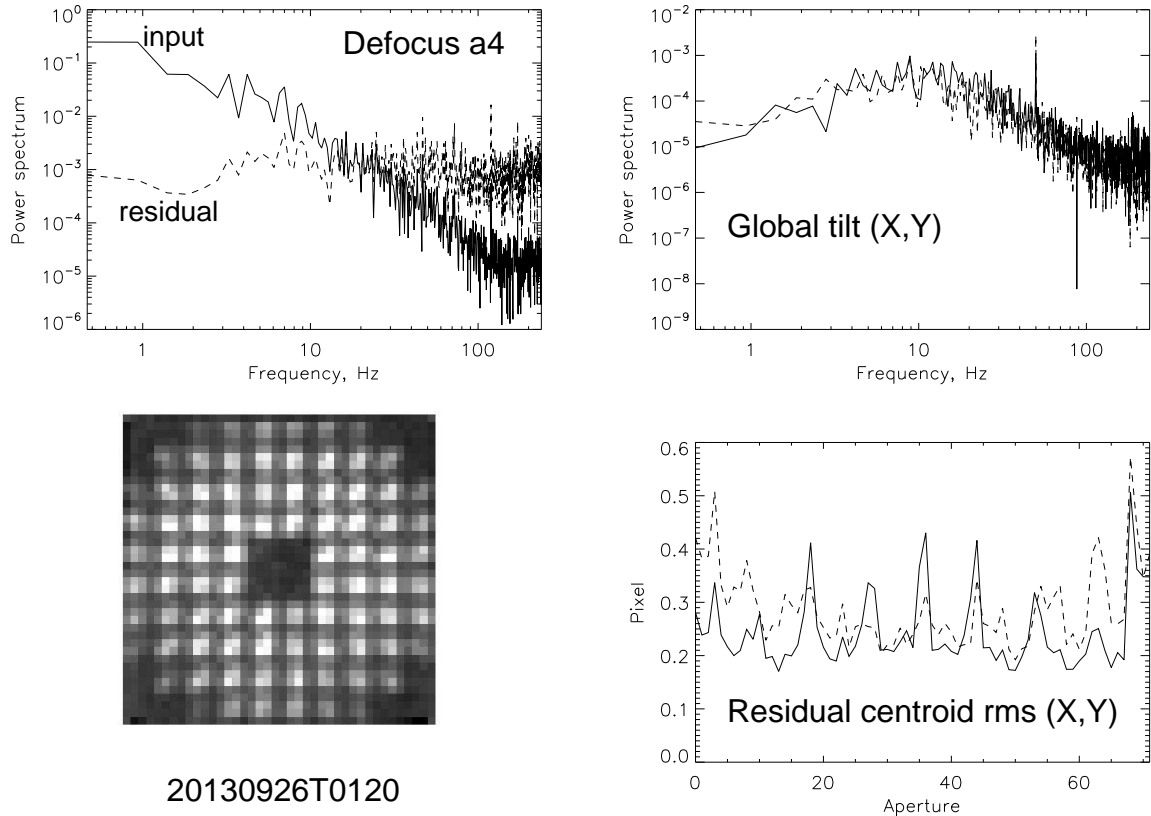 10^0
10^-1
10^-2
10^-3
10^-4
10^-5
10^-6
Power spectrum
input
Defocus a4
residual
1
10
100
Frequency, Hz
10^-2
10^-3
10^-4
10^-5
10^-6
10^-7
10^-8
10^-9
Power spectrum
Global tilt (X,Y)
1
10
100
Frequency, Hz
20130926T0120
0.6
0.5
0.4
0.3
0.2
0.1
0.0
Pixel
Residual centroid rms (X,Y)
0
20
40
60
Aperture